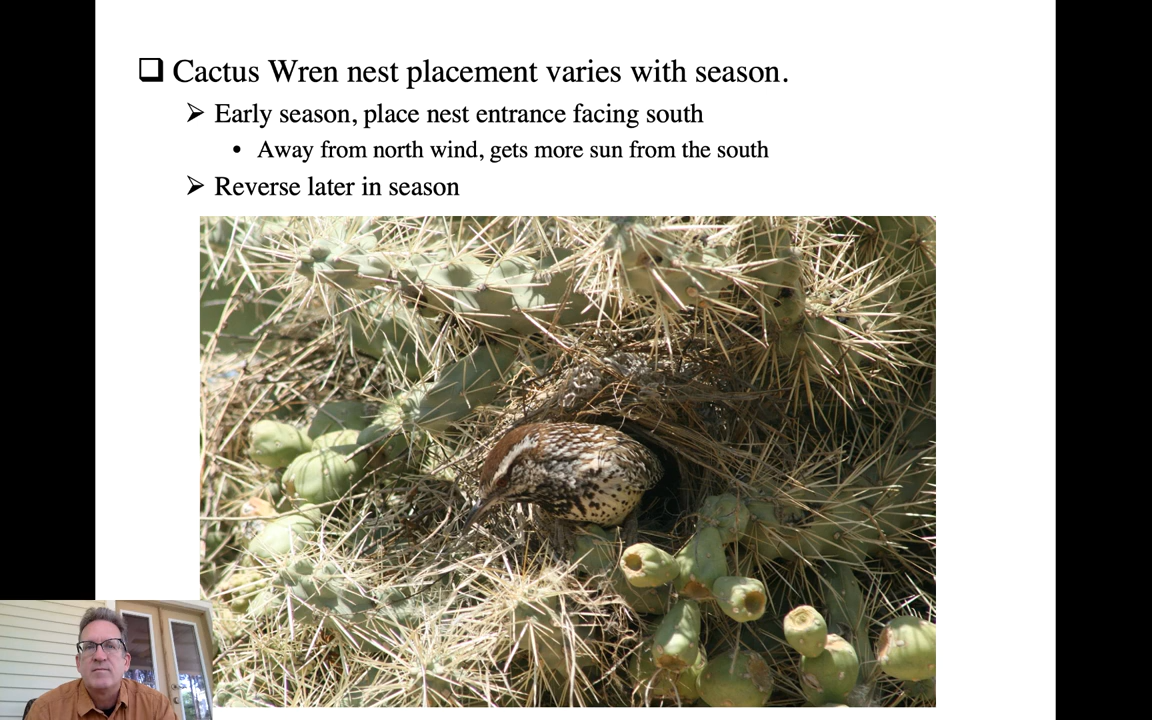 Cactus Wren nest placement varies with season.
Early season, place nest entrance facing south
Away from north wind, gets more sun from the south
Reverse later in season